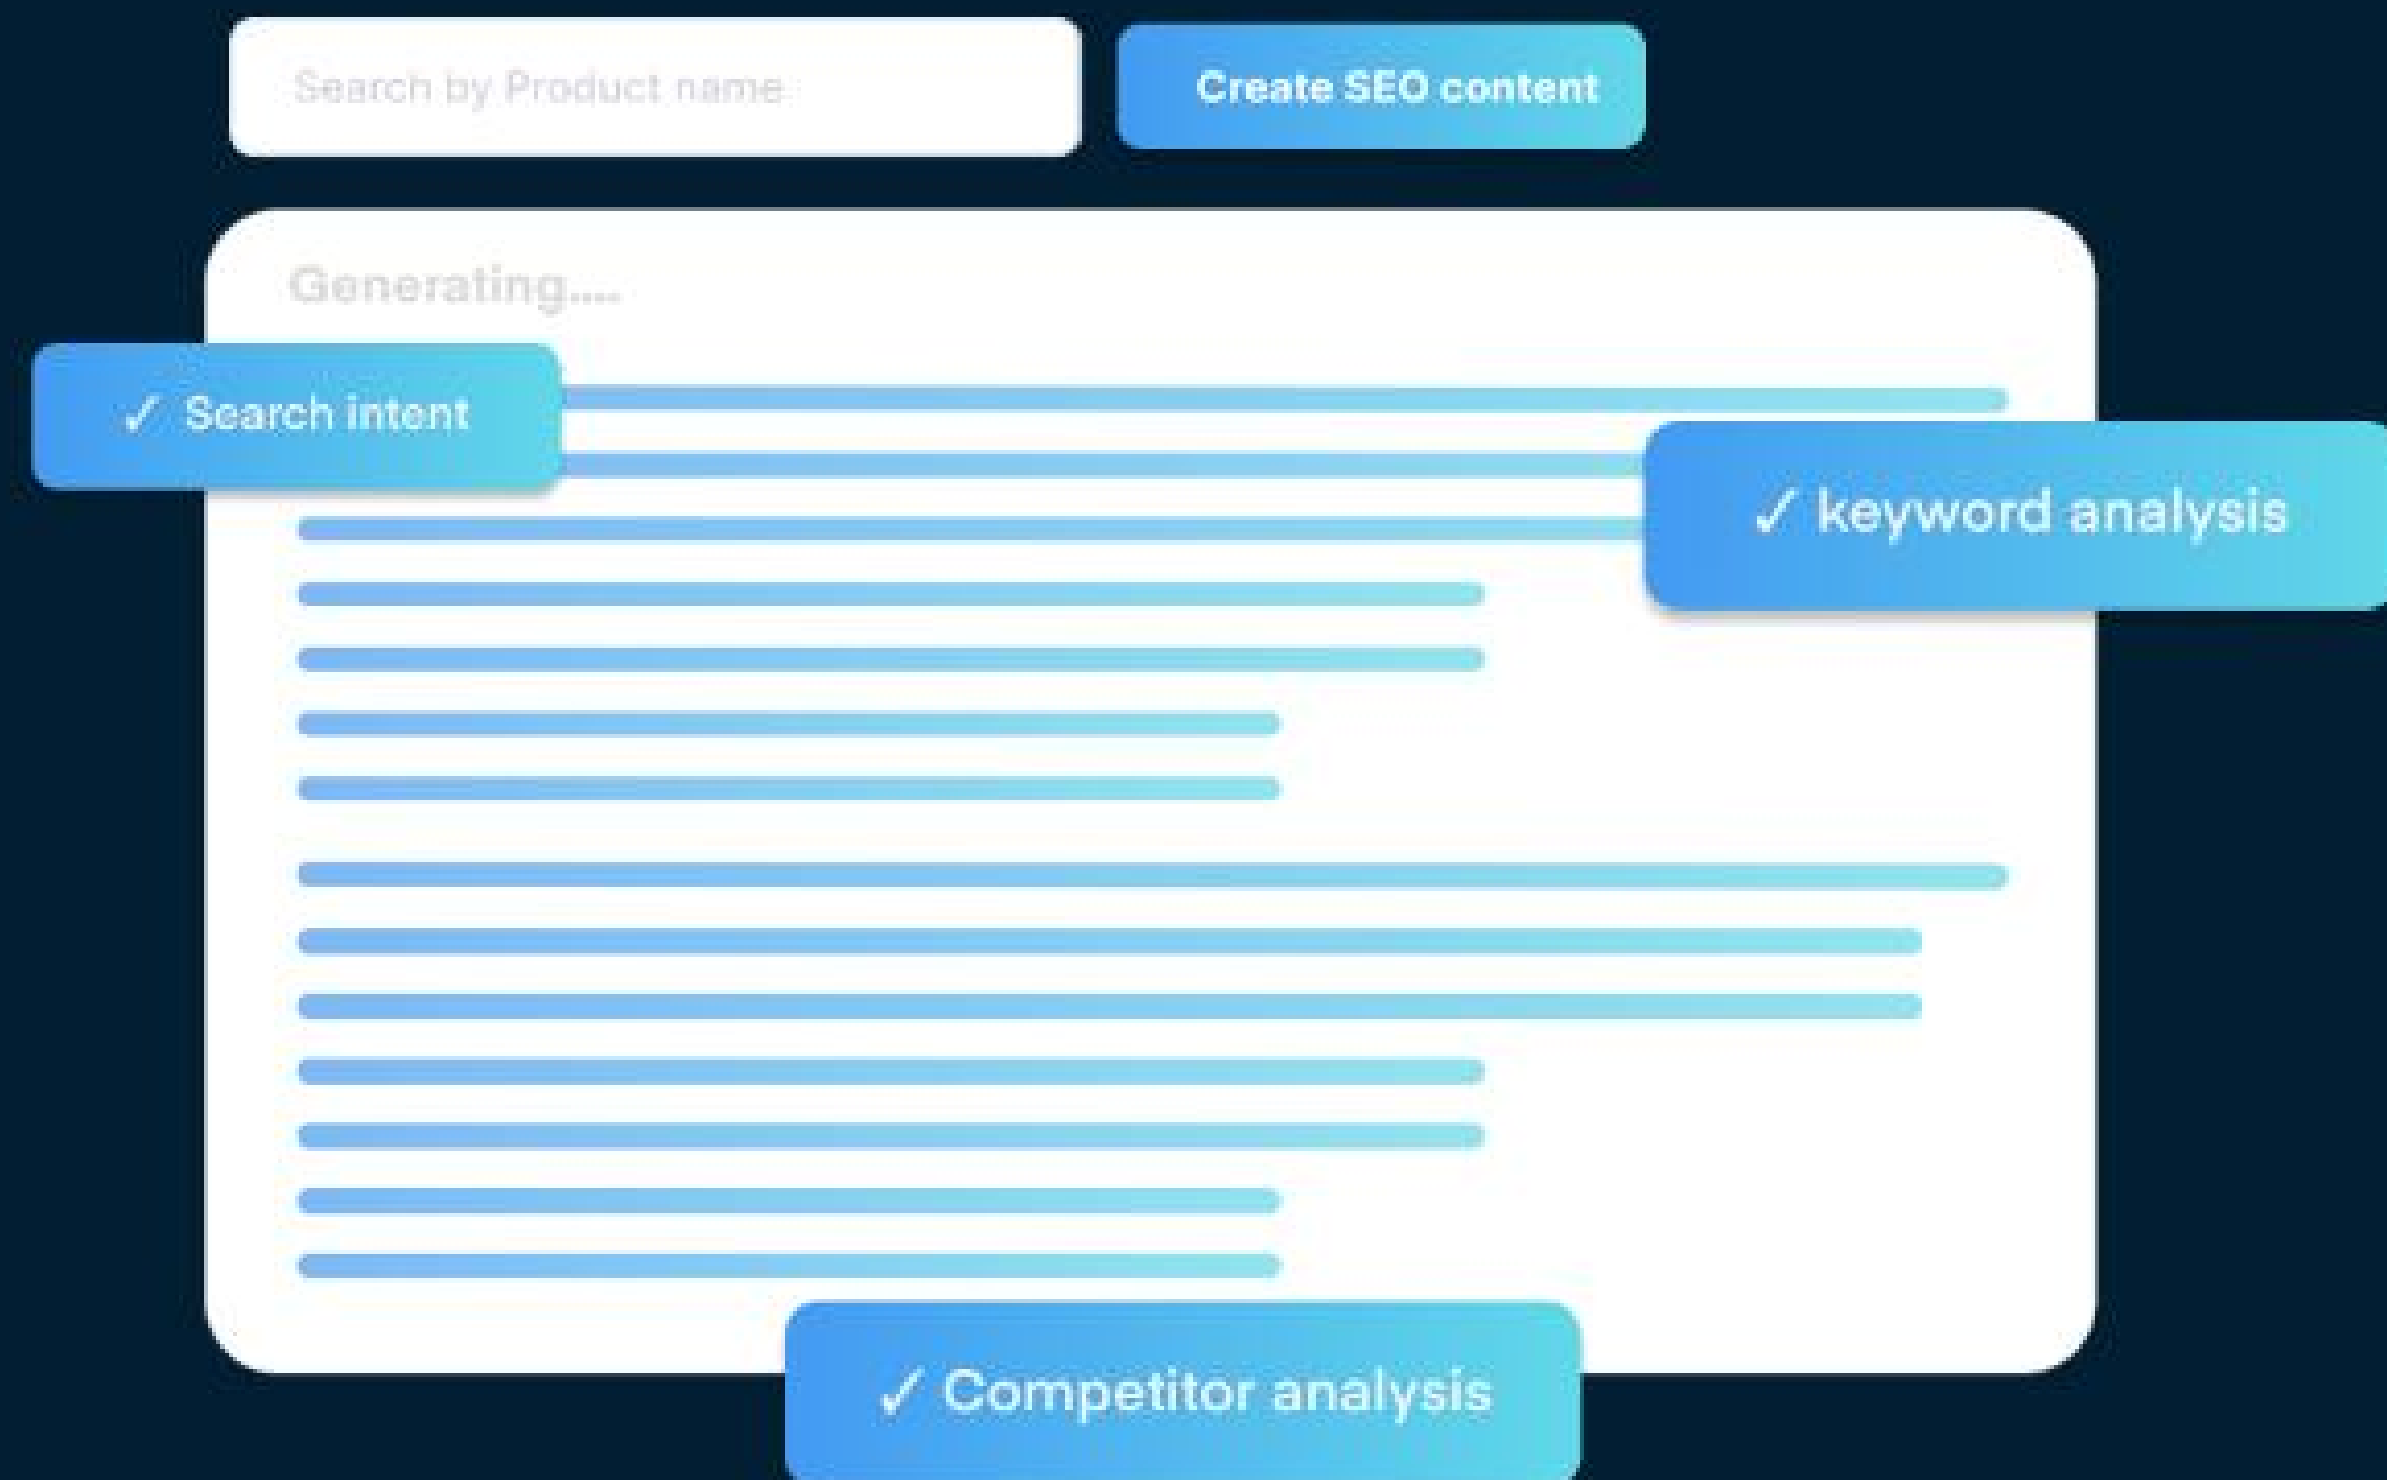 Search by Product name
Create SEO content
Generating....
✓ Search intent
✓ keyword analysis
✓ Competitor analysis